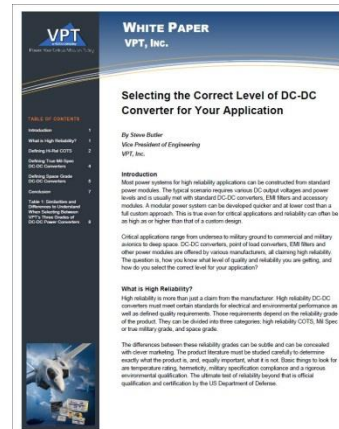 VPT
WHITE PAPER
VPT, INC.
TABLE OF CONTENTS
Introduction 1
What is High Reliability? 1
Defining Hi-Rel COTS 2
Defining True Mil-Spec
DC-DC Converters 4
Defining Space Grade
DC-DC Converters 5
Conclusion 7
Table 1: Similarities and
Differences to Understand
When Selecting Between
VPT's Three Grades of
DC-DC Power Converters 8
Selecting the Correct Level of DC-DC
Converter for Your Application
By Steve Butler
Vice President of Engineering
VPT, Inc.
Introduction
Most power systems for high reliability applications can be constructed from standard
power modules. The typical scenario requires various DC output voltages and power
levels and is usually met with standard DC-DC converters, EMI filters and accessory
modules. A modular power system can be developed quicker and at lower cost than a
full custom approach. This is true even for critical applications and reliability can often be
as high as or higher than that of a custom design.
Critical applications range from undersea to military ground to commercial and military
avionics to deep space. DC-DC converters, point of load converters, EMI filters and
other power modules are offered by various manufacturers, all claiming high reliability.
The question is, how you know what level of quality and reliability you are getting, and
how do you select the correct level for your application?
What is High Reliability?
High reliability is more than just a claim from the manufacturer. High reliability DC-DC
converters must meet certain standards for electrical and environmental performance as
well as defined quality requirements. Those requirements depend on the reliability grade
of the product. They can be divided into three categories: high reliability COTS, Mil Spec
or true military grade, and space grade.
The differences between these reliability grades can be subtle and can be concealed
with clever marketing. The product literature must be studied carefully to determine
exactly what the product is, and, equally important, what it is not. Basic things to look for
are temperature rating, hermeticity, military specification compliance and a rigorous
environmental qualification. The ultimate test of reliability beyond that is official
qualification and certification by the US Department of Defense.